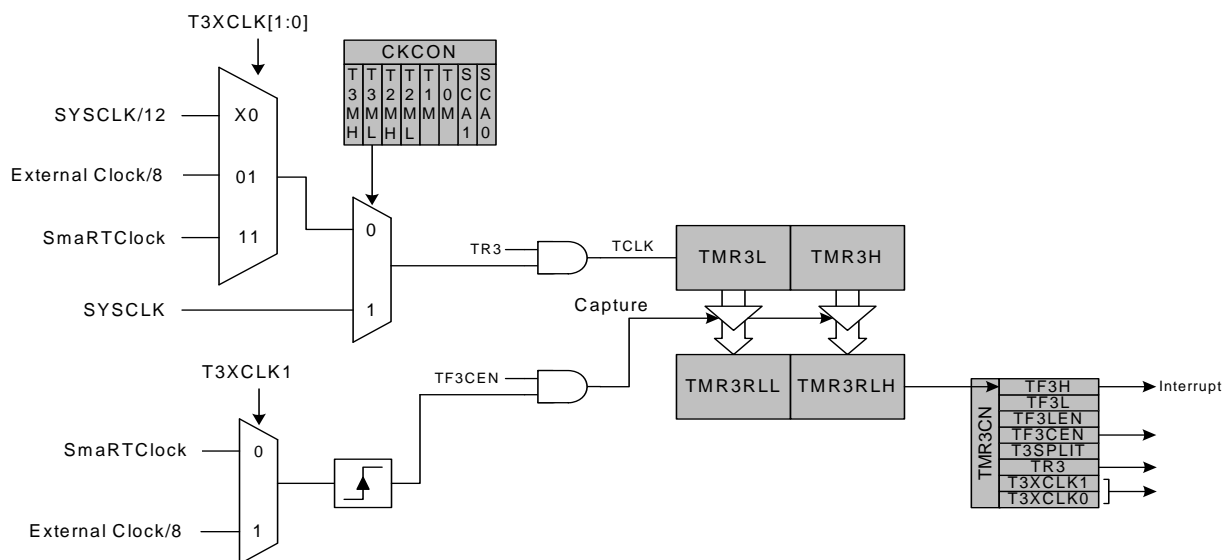 T3XCLK[1:0]
CKCON
T3MH
T3ML
T2MH
T2ML
T1M
T0M
SCA1
SCA0
SYSCLK/12
X0
External Clock/8
01
SmaRTClock
11
0
SYSCLK
1
TR3
TCLK
TMR3L
TMR3H
Capture
TMR3RLL
TMR3RLH
T3XCLK1
TF3CEN
SmaRTClock
0
External Clock/8
1
TMR3CN
TF3H
Interrupt
TF3L
TF3LEN
TF3CEN
T3SPLIT
TR3
T3XCLK1
T3XCLK0